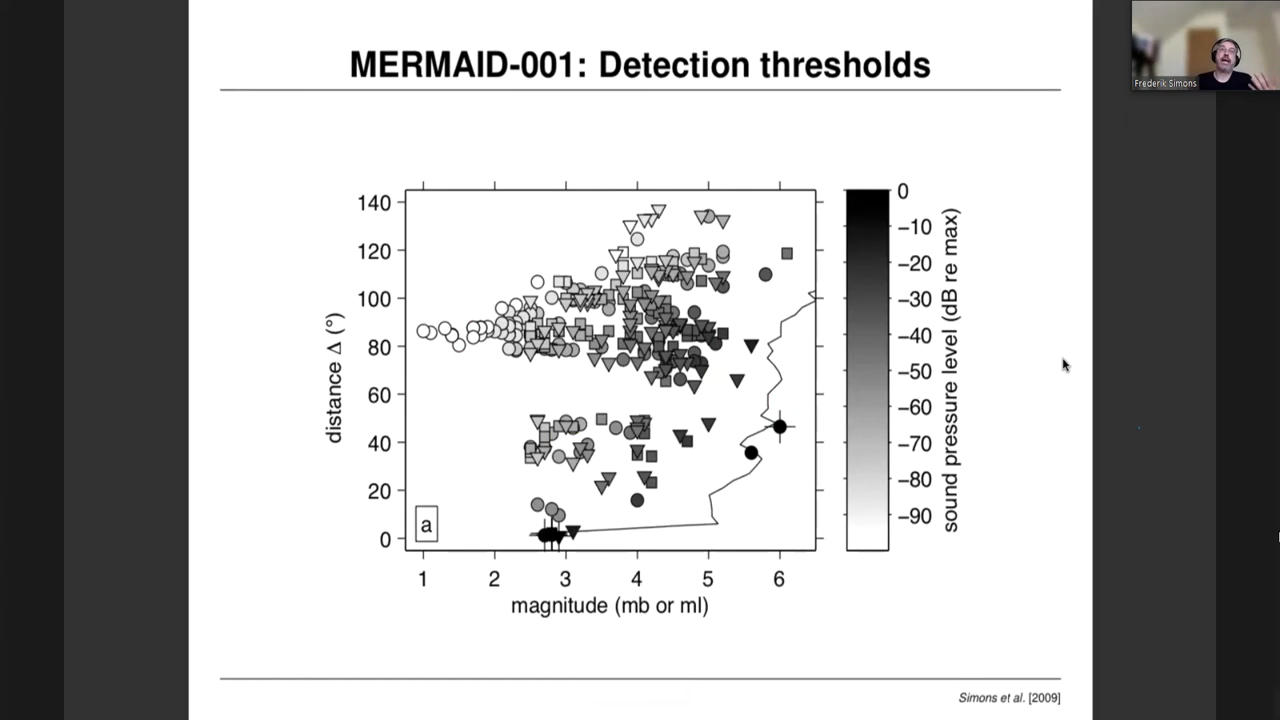 MERMAID-001: Detection thresholds
Frederik Simons
140
120
100
80
60
40
20
0
distance Δ (°)
a
1 2 3 4 5 6
magnitude (mb or ml)
0
−10
−20
−30
−40
−50
−60
−70
−80
−90
sound pressure level (dB re max)
Simons et al. [2009]